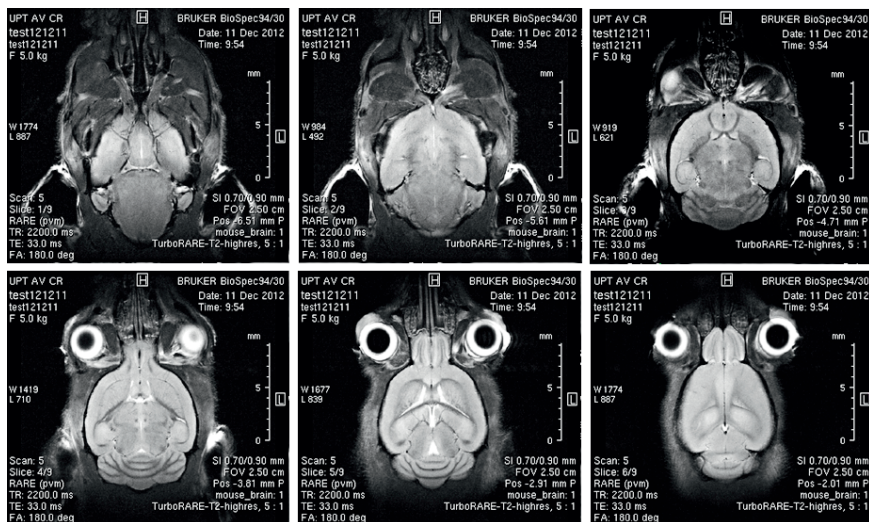 UPT AV CR
H
BRUKER BioSpec94/30
test121211
Date: 11 Dec 2012
test121211
Time: 9:54
F 5.0 kg
mm
W 1774
L 887
5
L
0
Scan: 5
SI 0.70/0.90 mm
Slice: 1/9
FOV 2.50 cm
RARE (pvm)
Pos -6.51 mm P
TR: 2200.0 ms
mouse_brain: 1
TE: 33.0 ms
TurboRARE-T2-highres, 5 : 1
FA: 180.0 deg
UPT AV CR
H
BRUKER BioSpec94/30
test121211
Date: 11 Dec 2012
test121211
Time: 9:54
F 5.0 kg
mm
W 984
L 492
5
L
0
Scan: 5
SI 0.70/0.90 mm
Slice: 2/9
FOV 2.50 cm
RARE (pvm)
Pos -5.61 mm P
TR: 2200.0 ms
mouse_brain: 1
TE: 33.0 ms
TurboRARE-T2-highres, 5 : 1
FA: 180.0 deg
UPT AV CR
H
BRUKER BioSpec94/30
test121211
Date: 11 Dec 2012
test121211
Time: 9:54
F 5.0 kg
mm
W 919
L 621
5
L
0
Scan: 5
SI 0.70/0.90 mm
Slice: /9
FOV 2.50 cm
RARE (pvm)
Pos -4.71 mm P
TR: 2200.0 ms
mouse_brain: 1
TE: 33.0 ms
TurboRARE-T2-highres, 5 : 1
FA: 180.0 deg
UPT AV CR
H
BRUKER BioSpec94/30
test121211
Date: 11 Dec 2012
test121211
Time: 9:54
F 5.0 kg
mm
W 1419
L 710
5
L
0
Scan: 5
SI 0.70/0.90 mm
Slice: 4/9
FOV 2.50 cm
RARE (pvm)
Pos -3.81 mm P
TR: 2200.0 ms
mouse_brain: 1
TE: 33.0 ms
TurboRARE-T2-highres, 5 : 1
FA: 180.0 deg
UPT AV CR
H
BRUKER BioSpec94/30
test121211
Date: 11 Dec 2012
test121211
Time: 9:54
F 5.0 kg
mm
W 1677
L 839
5
L
0
Scan: 5
SI 0.70/0.90 mm
Slice: 5/9
FOV 2.50 cm
RARE (pvm)
Pos -2.91 mm P
TR: 2200.0 ms
mouse_brain: 1
TE: 33.0 ms
TurboRARE-T2-highres, 5 : 1
FA: 180.0 deg
UPT AV CR
H
BRUKER BioSpec94/30
test121211
Date: 11 Dec 2012
test121211
Time: 9:54
F 5.0 kg
mm
W 1774
L 887
5
L
0
Scan: 5
SI 0.70/0.90 mm
Slice: 6/9
FOV 2.50 cm
RARE (pvm)
Pos -2.01 mm P
TR: 2200.0 ms
mouse_brain: 1
TE: 33.0 ms
TurboRARE-T2-highres, 5 : 1
FA: 180.0 deg